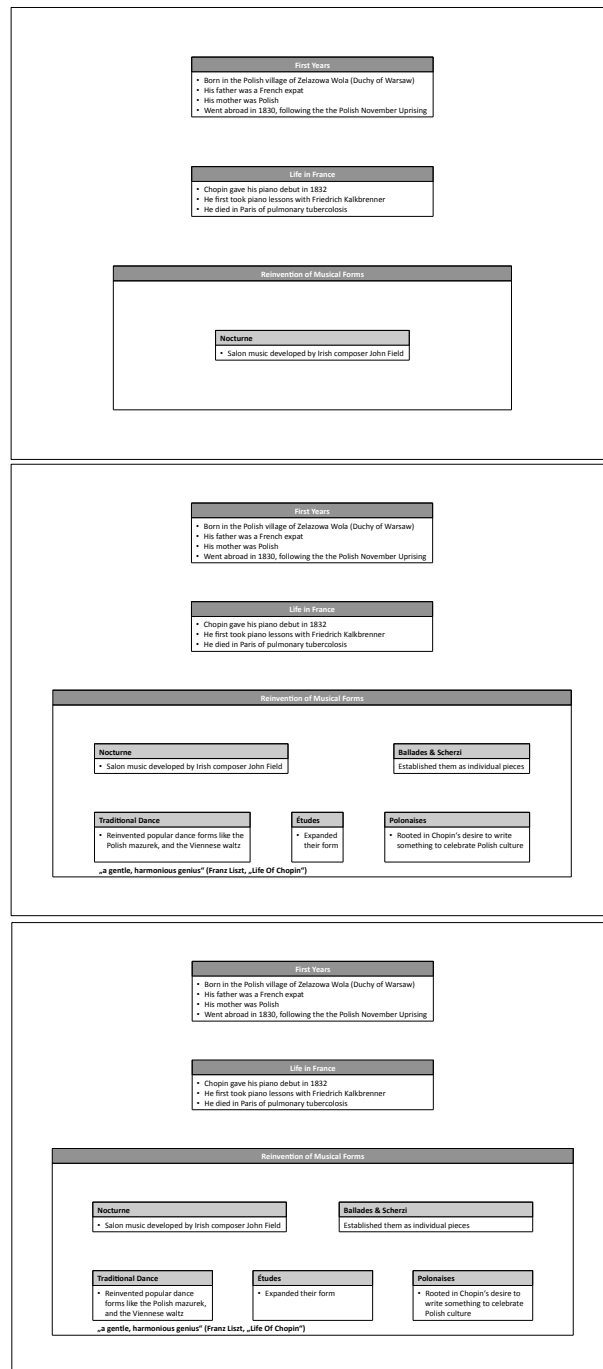 First Years
• Born in the Polish village of Zelazowa Wola (Duchy of Warsaw)
• His father was a French expat
• His mother was Polish
• Went abroad in 1830, following the the Polish November Uprising
Life in France
• Chopin gave his piano debut in 1832
• He first took piano lessons with Friedrich Kalkbrenner
• He died in Paris of pulmonary tubercolosis
Reinvention of Musical Forms
Nocturne
• Salon music developed by Irish composer John Field
First Years
• Born in the Polish village of Zelazowa Wola (Duchy of Warsaw)
• His father was a French expat
• His mother was Polish
• Went abroad in 1830, following the the Polish November Uprising
Life in France
• Chopin gave his piano debut in 1832
• He first took piano lessons with Friedrich Kalkbrenner
• He died in Paris of pulmonary tubercolosis
Reinvention of Musical Forms
Nocturne
• Salon music developed by Irish composer John Field
Ballades & Scherzi
Established them as individual pieces
Traditional Dance
• Reinvented popular dance forms like the
Polish mazurek, and the Viennese waltz
Études
• Expanded
their form
Polonaises
• Rooted in Chopin's desire to write
something to celebrate Polish culture
„a gentle, harmonious genius" (Franz Liszt, „Life Of Chopin")
First Years
• Born in the Polish village of Zelazowa Wola (Duchy of Warsaw)
• His father was a French expat
• His mother was Polish
• Went abroad in 1830, following the the Polish November Uprising
Life in France
• Chopin gave his piano debut in 1832
• He first took piano lessons with Friedrich Kalkbrenner
• He died in Paris of pulmonary tubercolosis
Reinvention of Musical Forms
Nocturne
• Salon music developed by Irish composer John Field
Ballades & Scherzi
Established them as individual pieces
Traditional Dance
• Reinvented popular dance
forms like the Polish mazurek,
and the Viennese waltz
Études
• Expanded their form
Polonaises
• Rooted in Chopin's desire to
write something to celebrate
Polish culture
„a gentle, harmonious genius" (Franz Liszt, „Life Of Chopin")